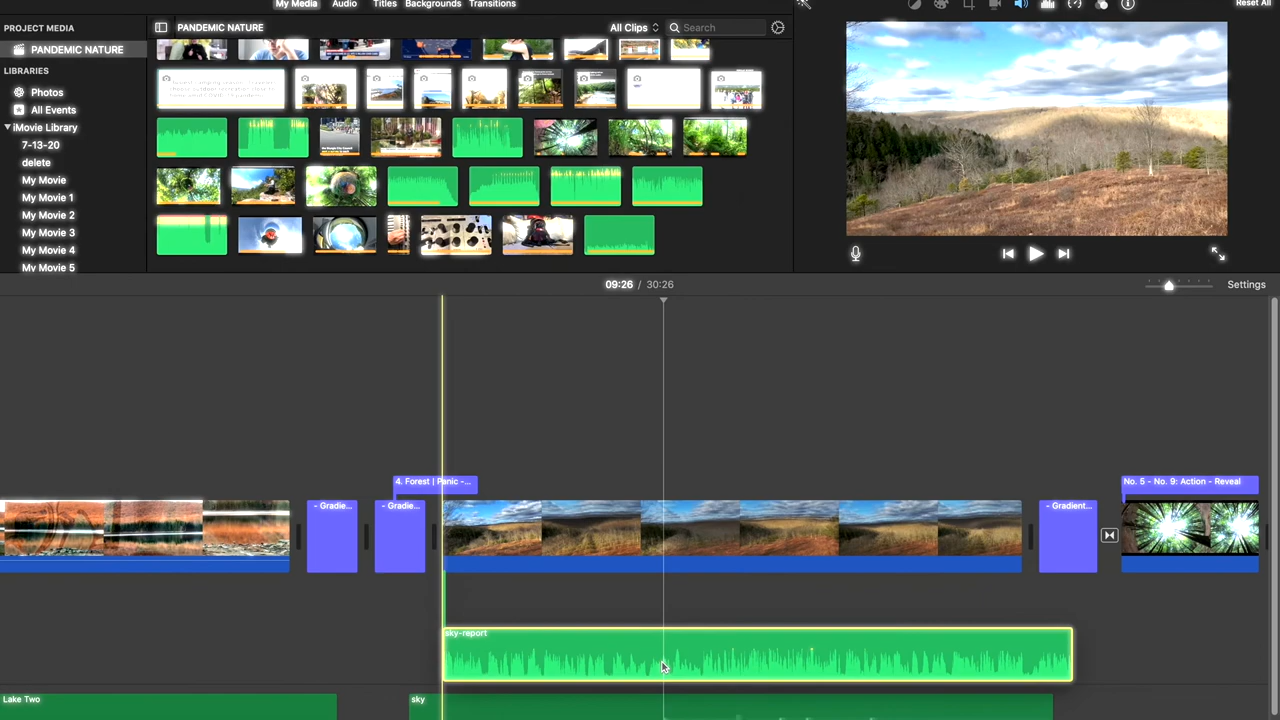 My Media Audio Titles Backgrounds Transitions
Reset All
PROJECT MEDIA
PANDEMIC NATURE
LIBRARIES
Photos
All Events
iMovie Library
7-13-20
delete
My Movie
My Movie 1
My Movie 2
My Movie 3
My Movie 4
My Movie 5
PANDEMIC NATURE
All Clips
Search
09:26 / 30:26
Settings
4. Forest | Panic -...
No. 5 - No. 9: Action - Reveal
- Gradie...
- Gradie...
- Gradient...
sky-report
Lake Two
sky